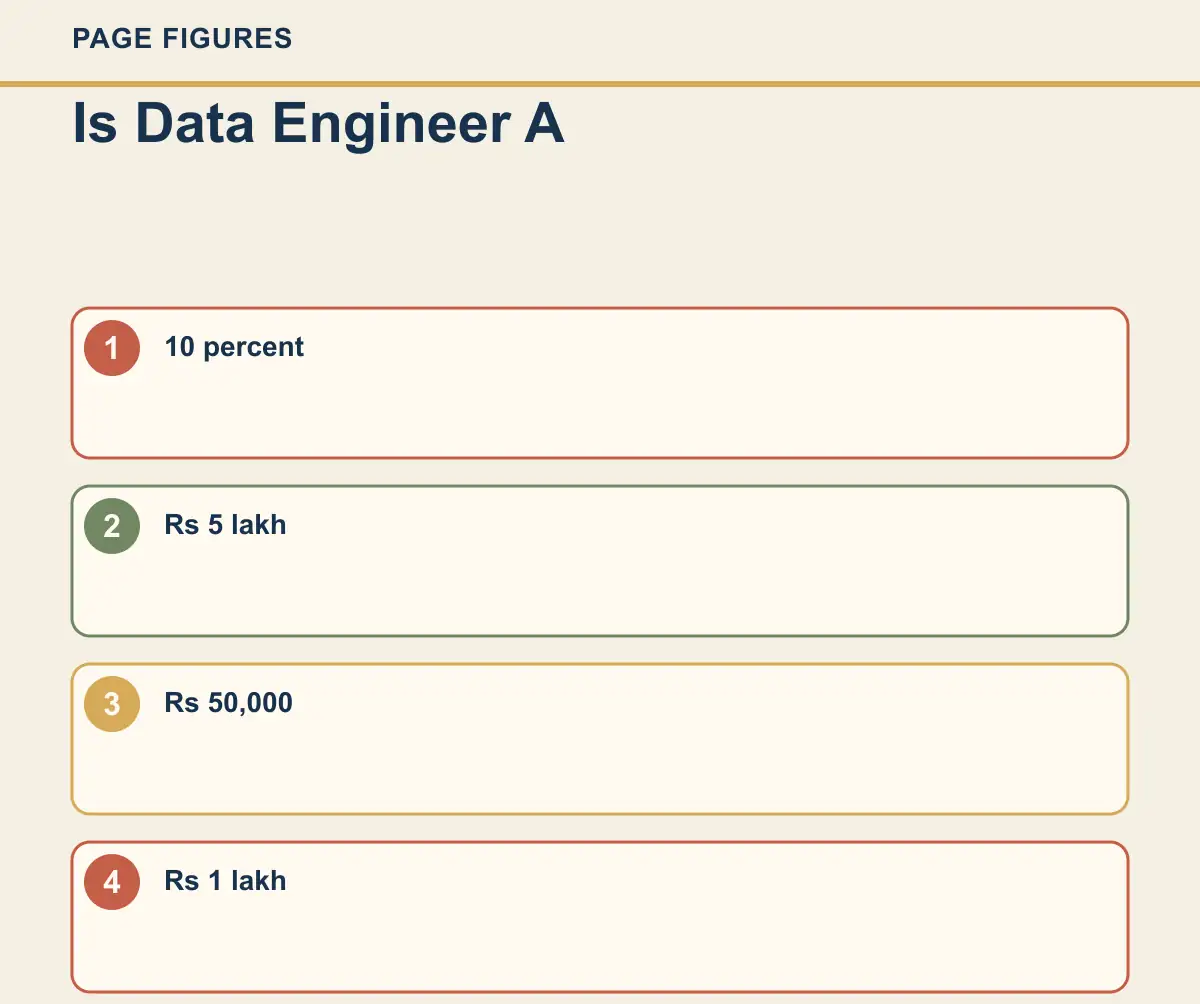 PAGE FIGURES
Is Data Engineer A
1 10 percent
2 Rs 5 lakh
3 Rs 50,000
4 Rs 1 lakh